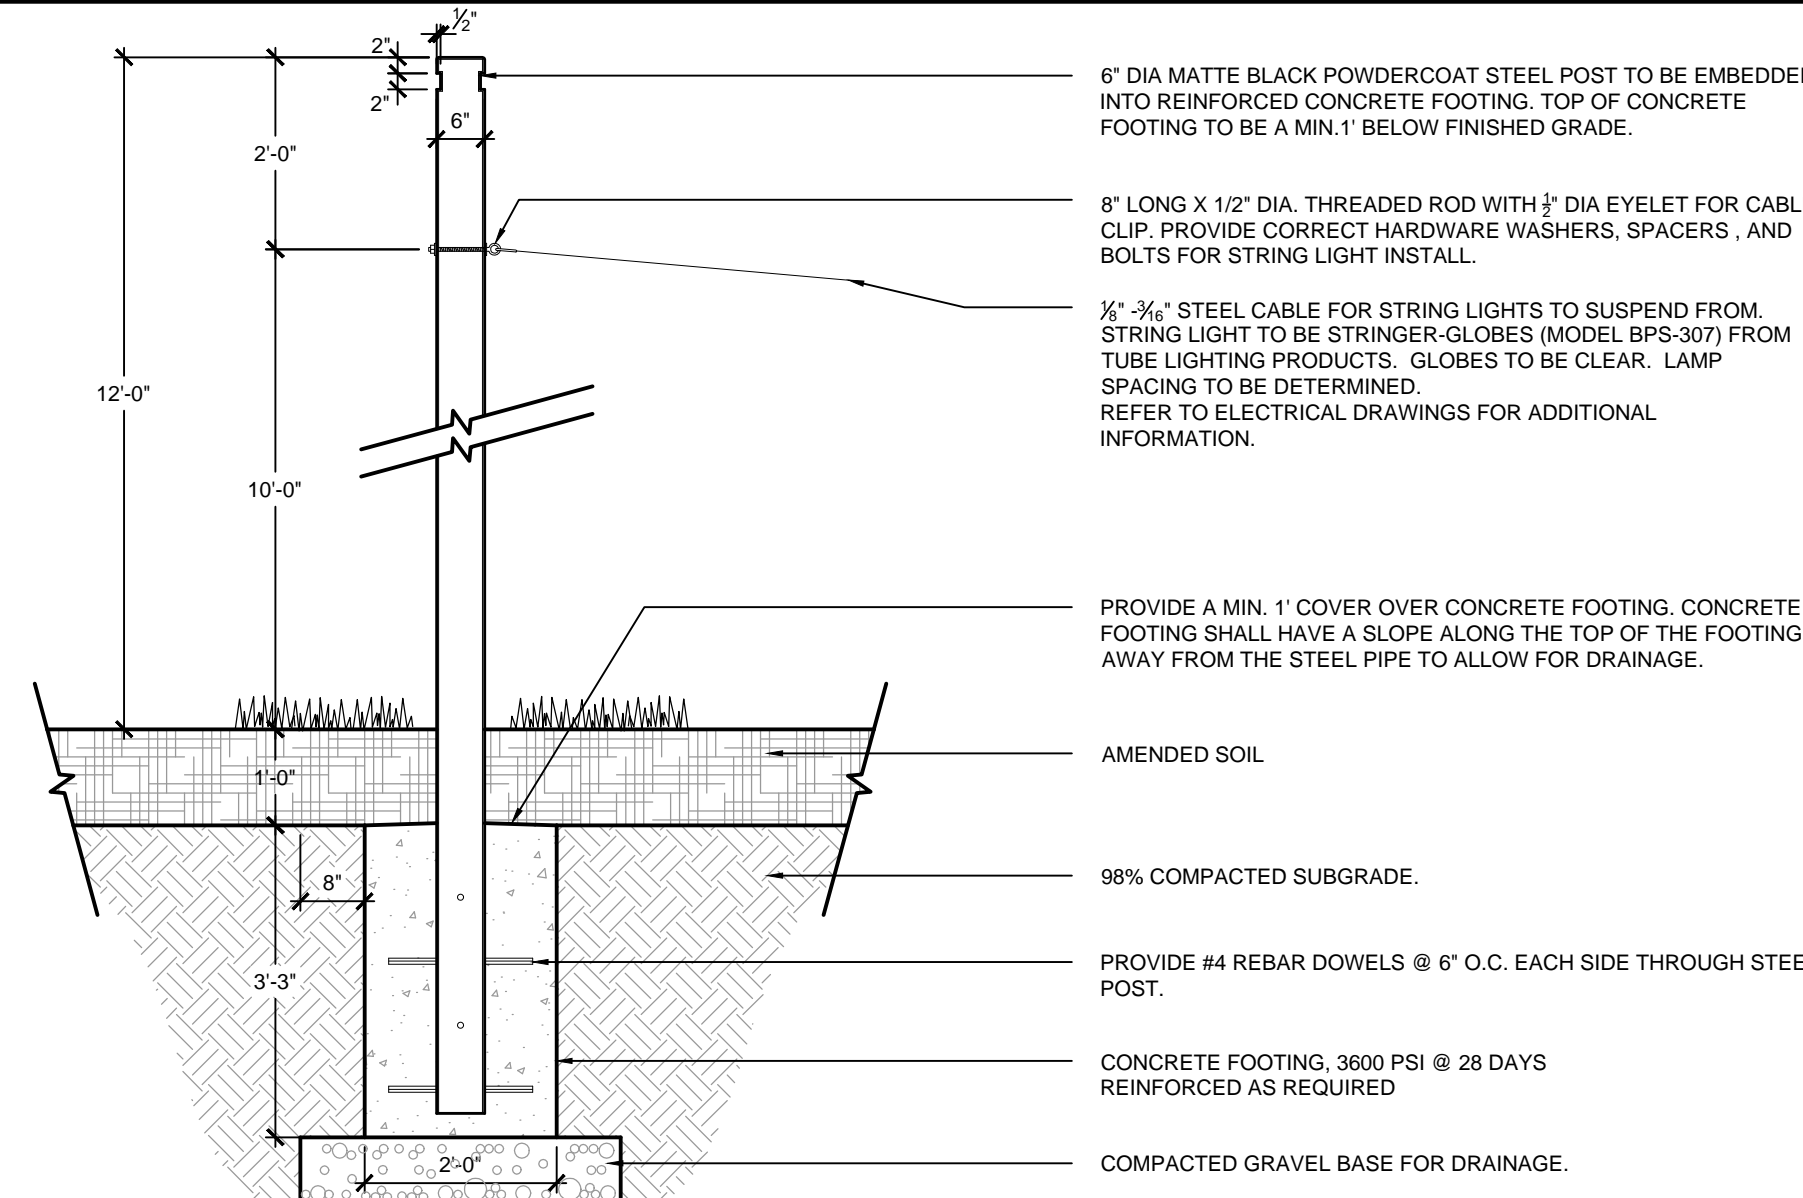 ½"
2"
2"
6"
2'-0"
12'-0"
10'-0"
1'-0"
8"
3'-3"
2'-0"
6" DIA MATTE BLACK POWDERCOAT STEEL POST TO BE EMBEDDED
INTO REINFORCED CONCRETE FOOTING. TOP OF CONCRETE
FOOTING TO BE A MIN.1' BELOW FINISHED GRADE.
8" LONG X 1/2" DIA. THREADED ROD WITH ½" DIA EYELET FOR CABL
CLIP. PROVIDE CORRECT HARDWARE WASHERS, SPACERS , AND
BOLTS FOR STRING LIGHT INSTALL.
⅛" -3⁄16" STEEL CABLE FOR STRING LIGHTS TO SUSPEND FROM.
STRING LIGHT TO BE STRINGER-GLOBES (MODEL BPS-307) FROM
TUBE LIGHTING PRODUCTS. GLOBES TO BE CLEAR. LAMP
SPACING TO BE DETERMINED.
REFER TO ELECTRICAL DRAWINGS FOR ADDITIONAL
INFORMATION.
PROVIDE A MIN. 1' COVER OVER CONCRETE FOOTING. CONCRETE
FOOTING SHALL HAVE A SLOPE ALONG THE TOP OF THE FOOTING
AWAY FROM THE STEEL PIPE TO ALLOW FOR DRAINAGE.
AMENDED SOIL
98% COMPACTED SUBGRADE.
PROVIDE #4 REBAR DOWELS @ 6" O.C. EACH SIDE THROUGH STEE
POST.
CONCRETE FOOTING, 3600 PSI @ 28 DAYS
REINFORCED AS REQUIRED
COMPACTED GRAVEL BASE FOR DRAINAGE.